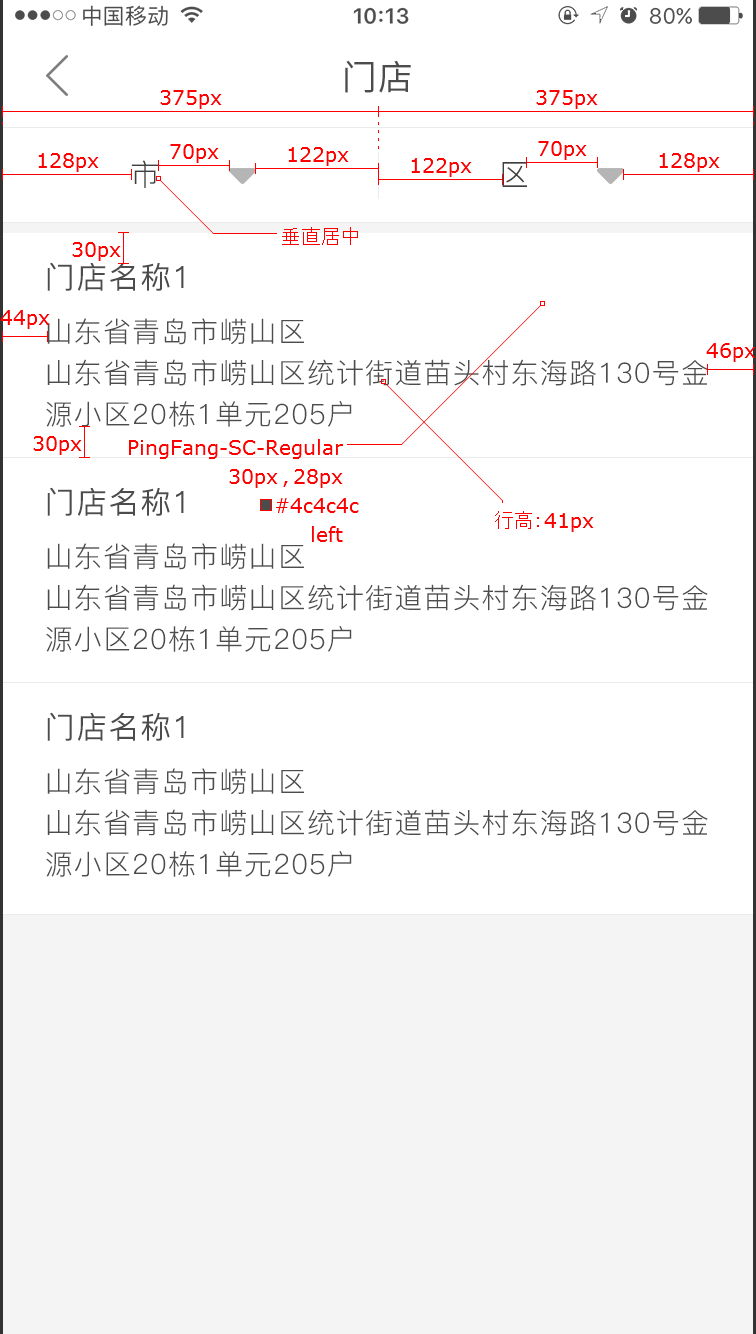 中国移动 10:13 80%
门店
375px 375px
128px 市 70px 122px 122px 区 70px 128px
垂直居中
30px
门店名称1
44px
山东省青岛市崂山区
46px
山东省青岛市崂山区统计街道苗头村东海路130号金
源小区20栋1单元205户
30px
PingFang-SC-Regular
30px , 28px
#4c4c4c
left
行高:41px
门店名称1
山东省青岛市崂山区
山东省青岛市崂山区统计街道苗头村东海路130号金
源小区20栋1单元205户
门店名称1
山东省青岛市崂山区
山东省青岛市崂山区统计街道苗头村东海路130号金
源小区20栋1单元205户